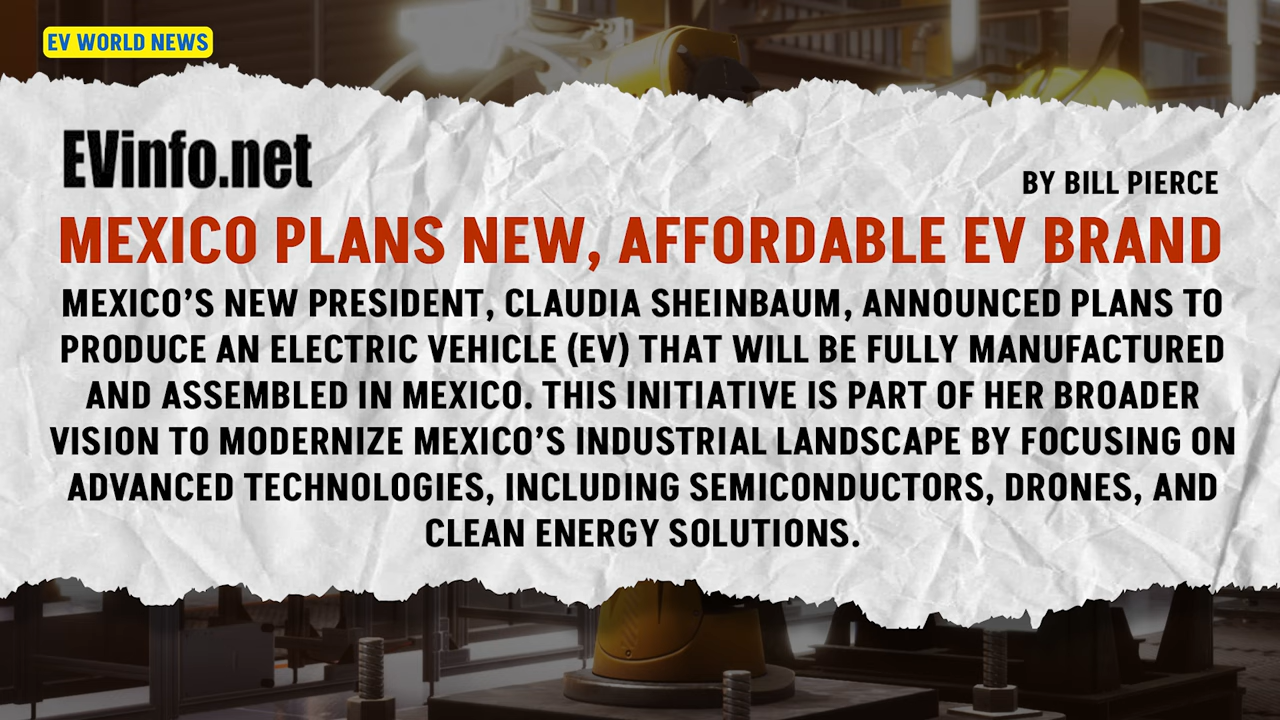 EV WORLD NEWS
EVinfo.net
BY BILL PIERCE
MEXICO PLANS NEW, AFFORDABLE EV BRAND
MEXICO’S NEW PRESIDENT, CLAUDIA SHEINBAUM, ANNOUNCED PLANS TO
PRODUCE AN ELECTRIC VEHICLE (EV) THAT WILL BE FULLY MANUFACTURED
AND ASSEMBLED IN MEXICO. THIS INITIATIVE IS PART OF HER BROADER
VISION TO MODERNIZE MEXICO’S INDUSTRIAL LANDSCAPE BY FOCUSING ON
ADVANCED TECHNOLOGIES, INCLUDING SEMICONDUCTORS, DRONES, AND
CLEAN ENERGY SOLUTIONS.